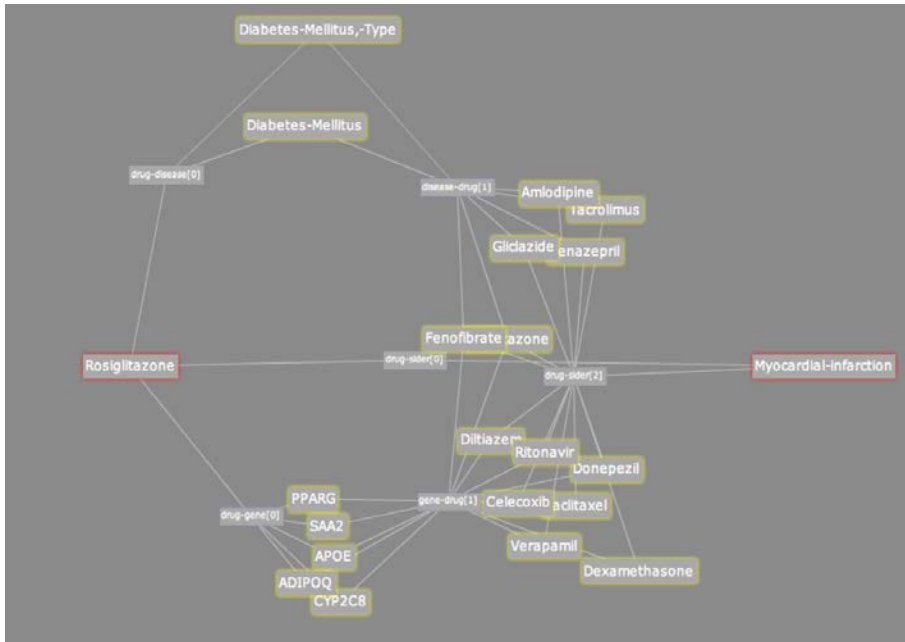 Diabetes-Mellitus,-Type
Diabetes-Mellitus
drug-disease[0]
disease-drug[1]
Amlodipine
Tacrolimus
Gliclazide
enazepril
Fenofibrate
azone
drug-sider[0]
Rosiglitazone
Myocardial-infarction
drug-sider[2]
Diltiazem
Ritonavir
Donepezil
PPARG
gene-drug[1]
Celecoxib
aclitaxel
drug-gene[0]
SAA2
Verapamil
APOE
Dexamethasone
ADIPOQ
CYP2C8